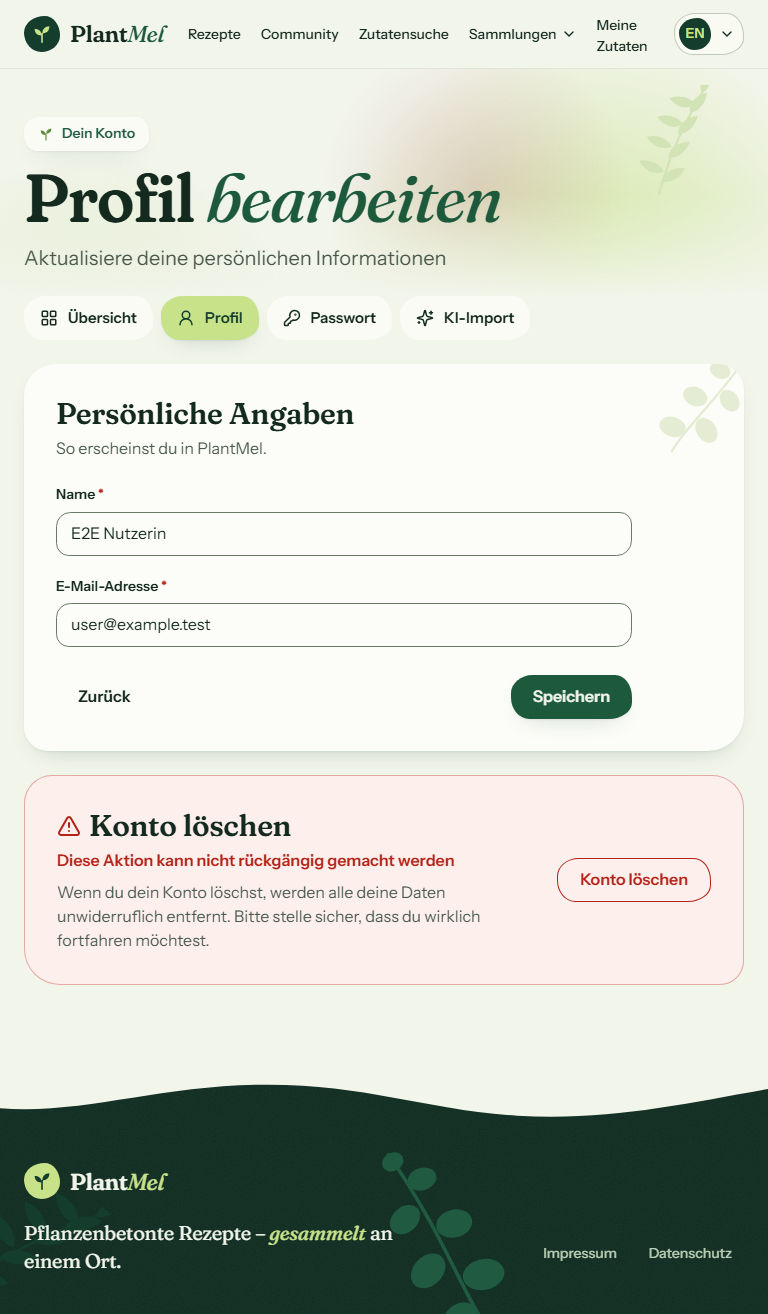 PlantMel
Rezepte
Community
Zutatensuche
Sammlungen
Meine
Zutaten
EN
Dein Konto
Profil bearbeiten
Aktualisiere deine persönlichen Informationen
Übersicht
Profil
Passwort
KI-Import
Persönliche Angaben
So erscheinst du in PlantMel.
Name *
E2E Nutzerin
E-Mail-Adresse *
user@example.test
Zurück
Speichern
Konto löschen
Diese Aktion kann nicht rückgängig gemacht werden
Wenn du dein Konto löschst, werden alle deine Daten
unwiderruflich entfernt. Bitte stelle sicher, dass du wirklich
fortfahren möchtest.
Konto löschen
PlantMel
Pflanzenbetonte Rezepte – gesammelt an
einem Ort.
Impressum
Datenschutz